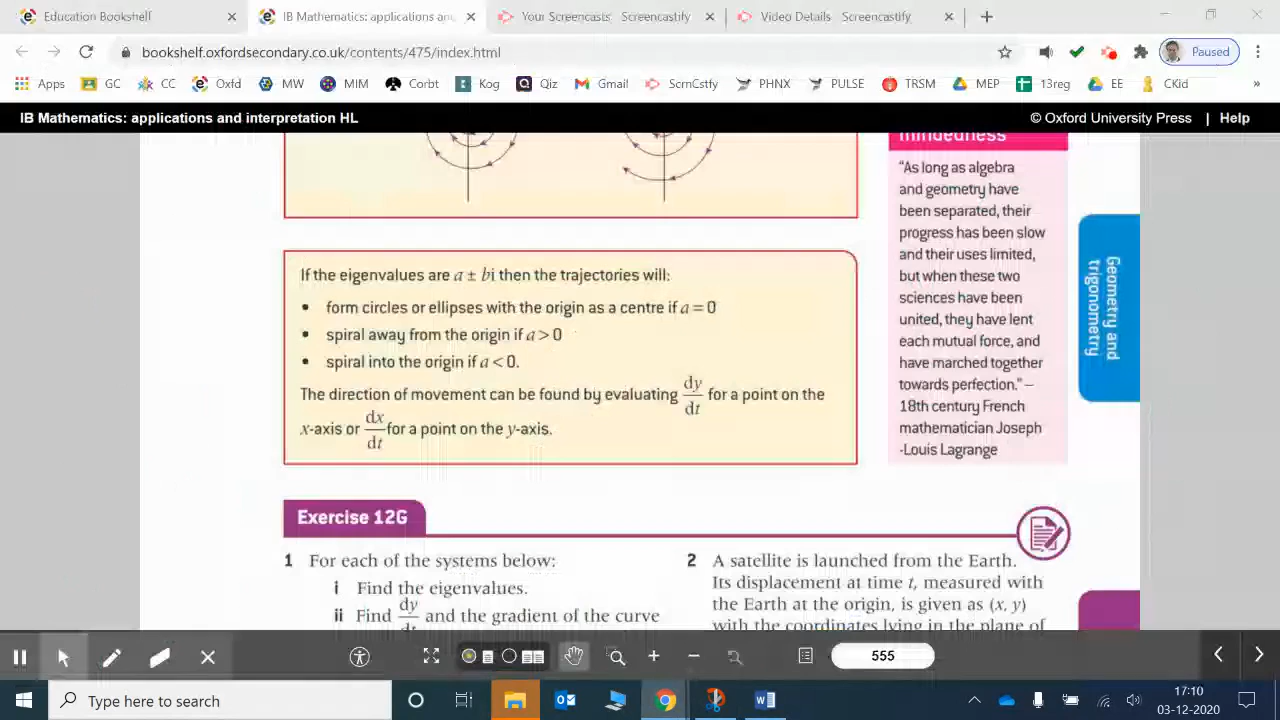 Education Bookshelf
IB Mathematics: applications and
Your Screencasts Screencastify
Video Details Screencastify
bookshelf.oxfordsecondary.co.uk/contents/475/index.html
Paused
Apps GC CC Oxfd MW MIM Corbt Kog Qiz Gmail ScrnCstfy PHNX PULSE TRSM MEP 13reg EE CKid »
IB Mathematics: applications and interpretation HL
© Oxford University Press | Help
mindedness
"As long as algebra
and geometry have
been separated, their
progress has been slow
and their uses limited,
but when these two
sciences have been
united, they have lent
each mutual force, and
have marched together
towards perfection." –
18th century French
mathematician Joseph
-Louis Lagrange
Geometry and
trigonometry
If the eigenvalues are a ± bi then the trajectories will:
• form circles or ellipses with the origin as a centre if a = 0
• spiral away from the origin if a > 0
• spiral into the origin if a < 0.
The direction of movement can be found by evaluating dy/dt for a point on the
x-axis or dx/dt for a point on the y-axis.
Exercise 12G
1 For each of the systems below:
i Find the eigenvalues.
ii Find dy/dt and the gradient of the curve
2 A satellite is launched from the Earth.
Its displacement at time t, measured with
the Earth at the origin, is given as (x, y)
with the coordinates lying in the plane of
555
Type here to search
17:10
03-12-2020